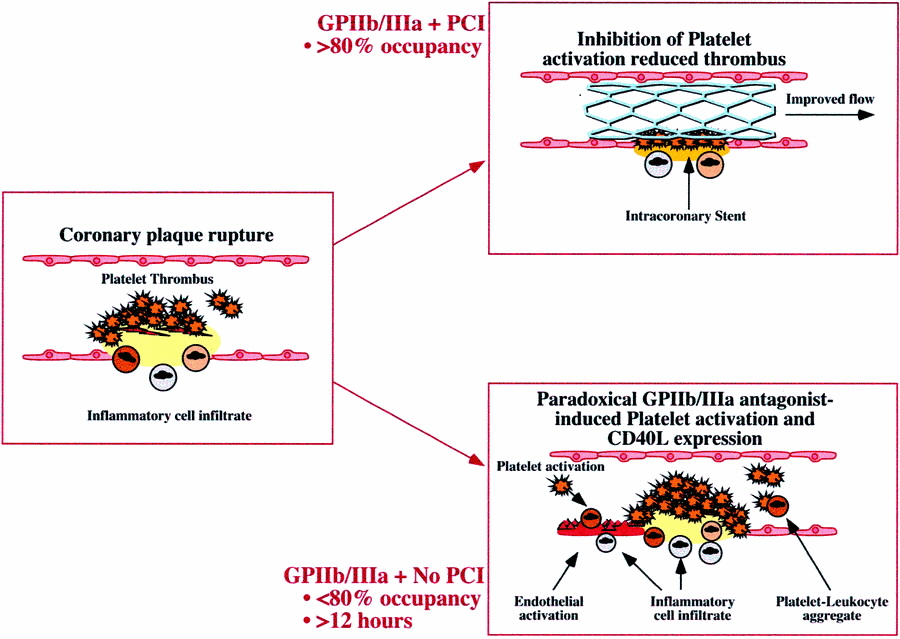 GPIIb/IIIa + PCI
• >80% occupancy
Inhibition of Platelet
activation reduced thrombus
Improved flow
Intracoronary Stent
Coronary plaque rupture
Platelet Thrombus
Inflammatory cell infiltrate
Paradoxical GPIIb/IIIa antagonist-
induced Platelet activation and
CD40L expression
Platelet activation
GPIIb/IIIa + No PCI
• <80% occupancy
• >12 hours
Endothelial
activation
Inflammatory
cell infiltrate
Platelet-Leukocyte
aggregate